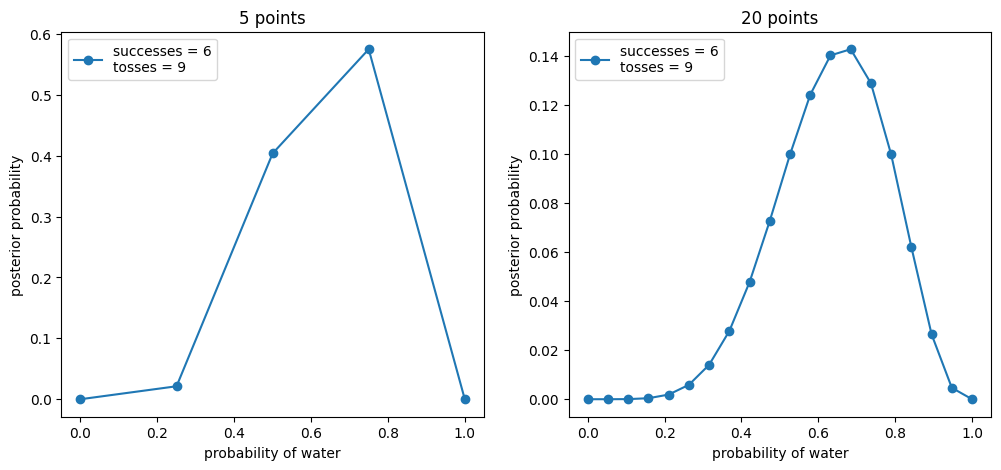 5 points
successes = 6
tosses = 9
0.6
0.5
0.4
0.3
0.2
0.1
0.0
posterior probability
0.0 0.2 0.4 0.6 0.8 1.0
probability of water
20 points
successes = 6
tosses = 9
0.14
0.12
0.10
0.08
0.06
0.04
0.02
0.00
posterior probability
0.0 0.2 0.4 0.6 0.8 1.0
probability of water